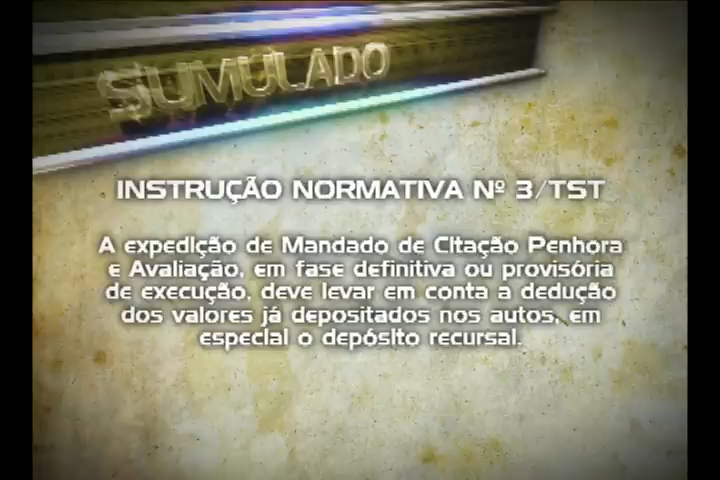 SUMULADO
INSTRUÇÃO NORMATIVA Nº 3/TST
A expedição de Mandado de Citação Penhora
e Avaliação, em fase definitiva ou provisória
de execução, deve levar em conta a dedução
dos valores já depositados nos autos, em
especial o depósito recursal.